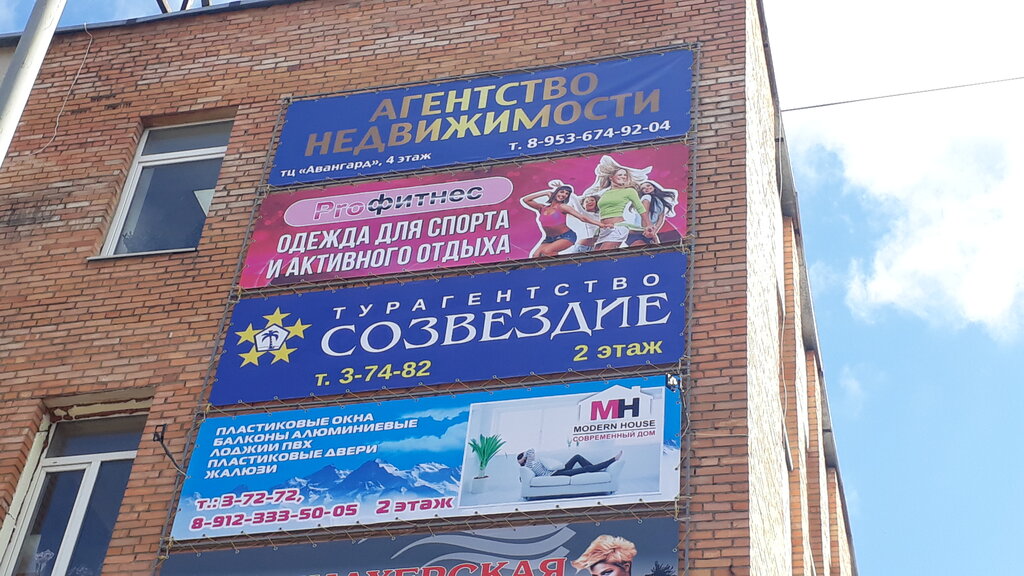 АГЕНТСТВО
НЕДВИЖИМОСТИ
тц «Авангард», 4 этаж
т. 8-953-674-92-04
Proфитнес
ОДЕЖДА ДЛЯ СПОРТА
И АКТИВНОГО ОТДЫХА
ТУРАГЕНТСТВО
СОЗВЕЗДИЕ
т. 3-74-82
2 этаж
ПЛАСТИКОВЫЕ ОКНА
БАЛКОНЫ АЛЮМИНИЕВЫЕ
ЛОДЖИИ ПВХ
ПЛАСТИКОВЫЕ ДВЕРИ
ЖАЛЮЗИ
т.: 3-72-72,
8-912-333-50-05 2 этаж
MH
MODERN HOUSE
СОВРЕМЕННЫЙ ДОМ